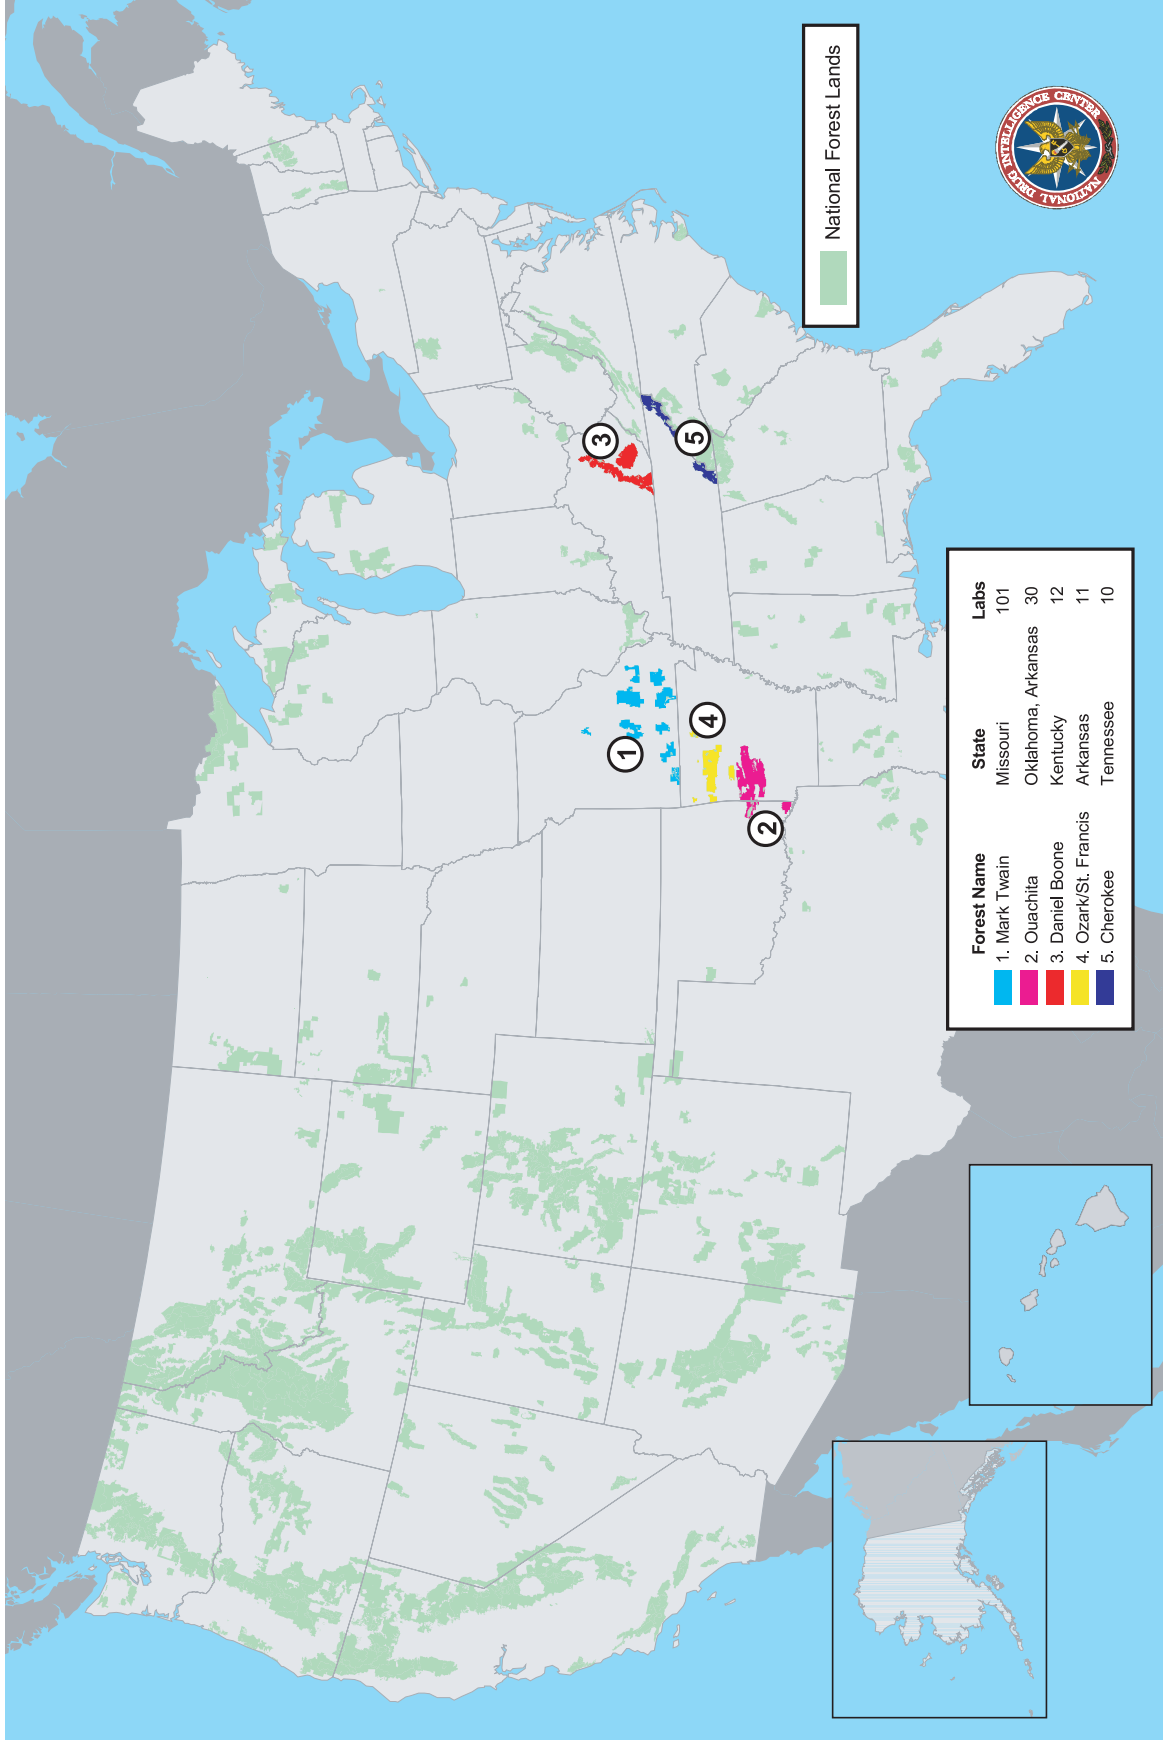 National Forest Lands
NATIONAL DRUG INTELLIGENCE CENTER
1
2
3
4
5
Forest Name State Labs
1. Mark Twain Missouri 101
2. Ouachita Oklahoma, Arkansas 30
3. Daniel Boone Kentucky 12
4. Ozark/St. Francis Arkansas 11
5. Cherokee Tennessee 10